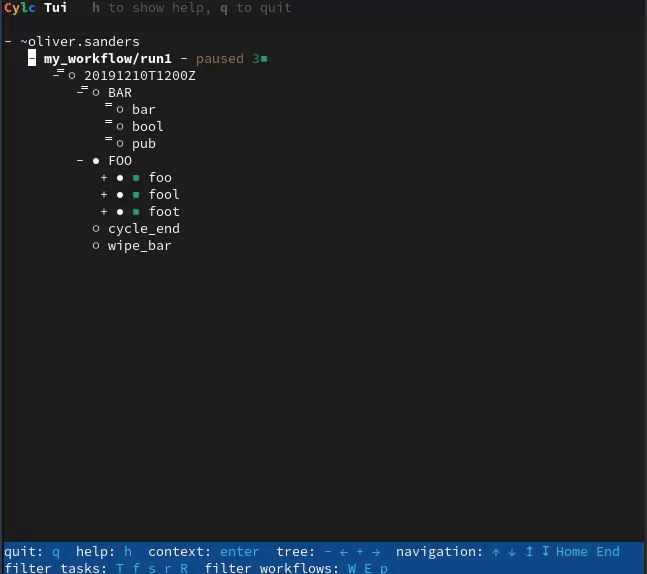 Cylc Tui   h to show help, q to quit
- ~oliver.sanders
- my_workflow/run1 - paused 3■
- ̿○ 20191210T1200Z
- ̿○ BAR
̿○ bar
̿○ bool
̿○ pub
- ● FOO
+ ● ■ foo
+ ● ■ fool
+ ● ■ foot
○ cycle_end
○ wipe_bar
quit: q  help: h  context: enter  tree: - ← + →  navigation: ↑ ↓ ↥ ↧ Home End
filter tasks: T f s r R  filter workflows: W E p